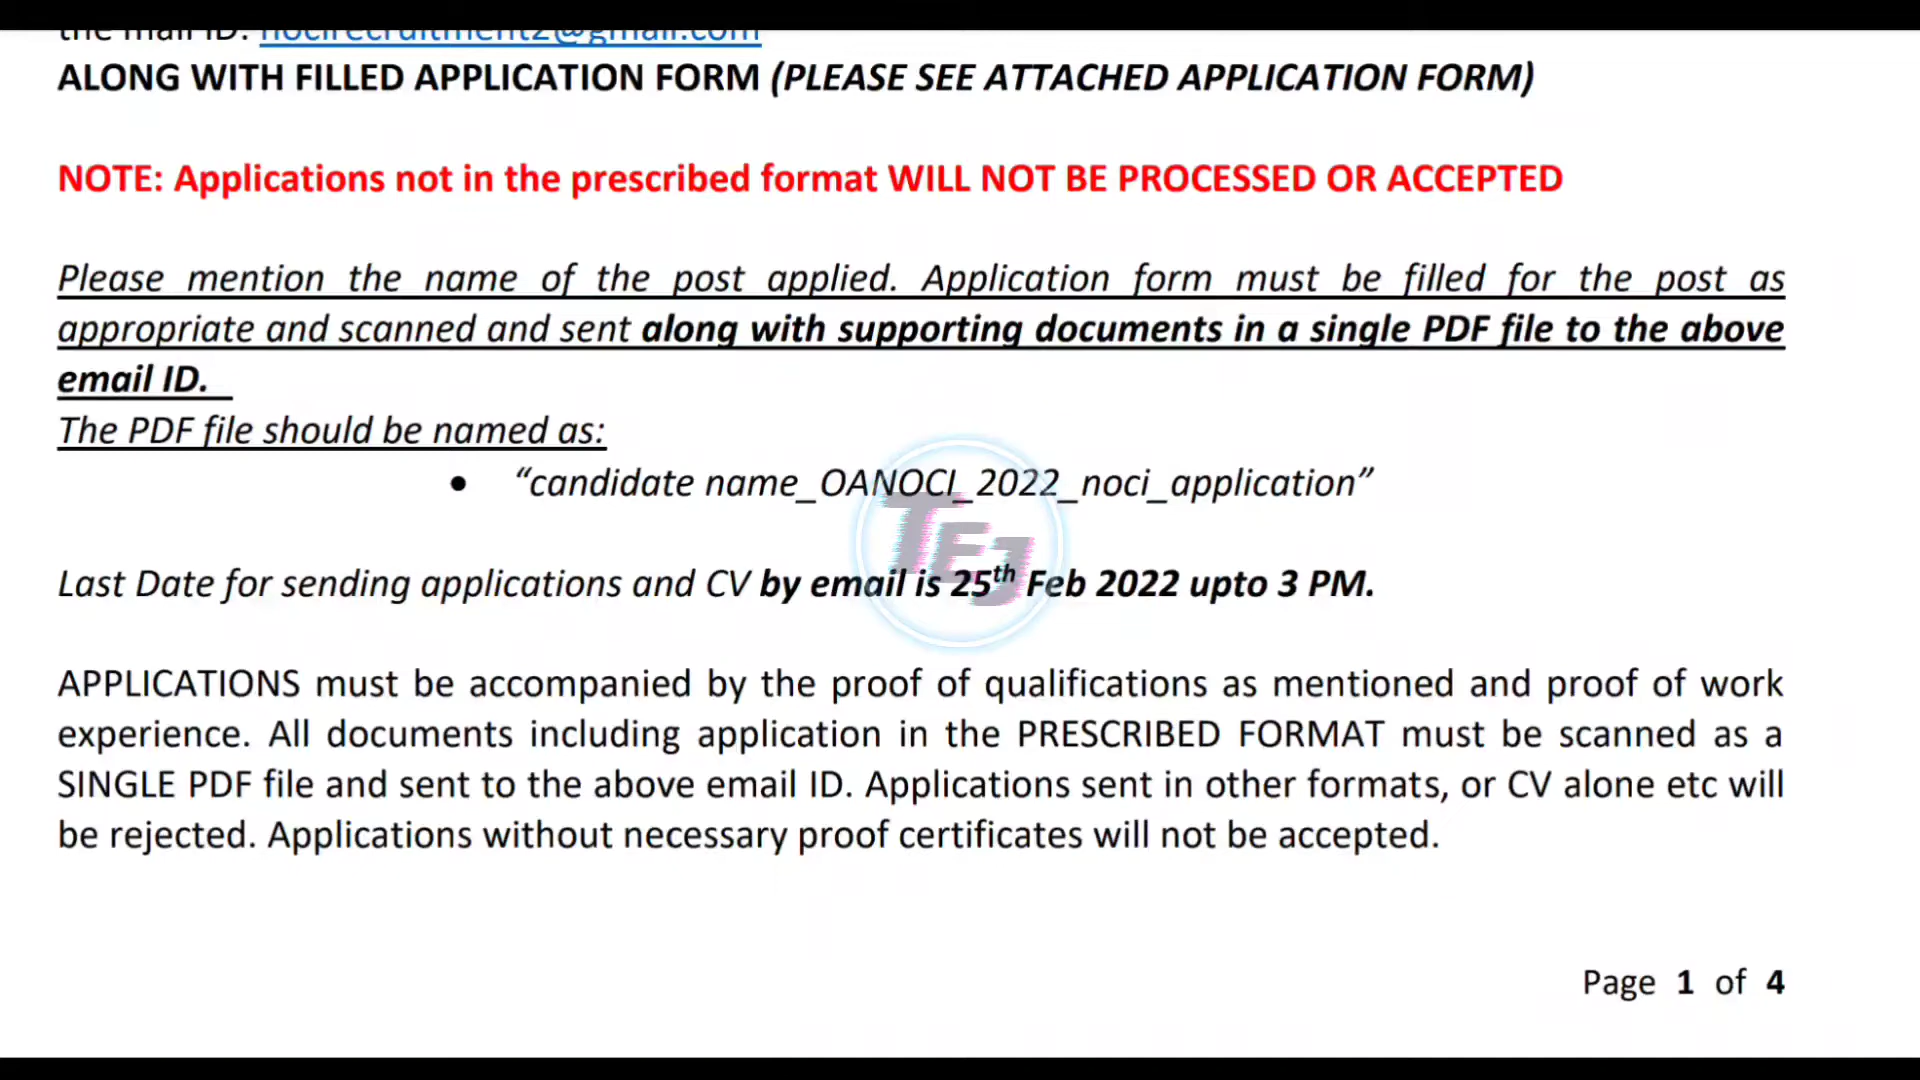 the mail ID: nocirecruitment2@gmail.com
ALONG WITH FILLED APPLICATION FORM (PLEASE SEE ATTACHED APPLICATION FORM)
NOTE: Applications not in the prescribed format WILL NOT BE PROCESSED OR ACCEPTED
Please mention the name of the post applied. Application form must be filled for the post as
appropriate and scanned and sent along with supporting documents in a single PDF file to the above
email ID.
The PDF file should be named as:
• “candidate name_OANOCI_2022_noci_application”
TEJ
Last Date for sending applications and CV by email is 25th Feb 2022 upto 3 PM.
APPLICATIONS must be accompanied by the proof of qualifications as mentioned and proof of work
experience. All documents including application in the PRESCRIBED FORMAT must be scanned as a
SINGLE PDF file and sent to the above email ID. Applications sent in other formats, or CV alone etc will
be rejected. Applications without necessary proof certificates will not be accepted.
Page 1 of 4